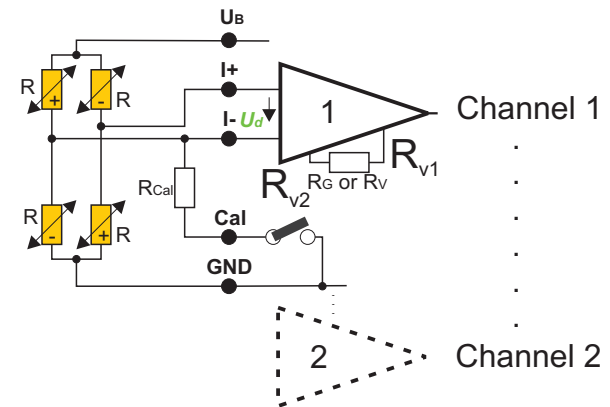 UB
I+
R
+
-
R
1
Channel 1
I- Ud
Rv1
RCal
Rv2
RG or RV
R
-
R
+
Cal
GND
2
Channel 2